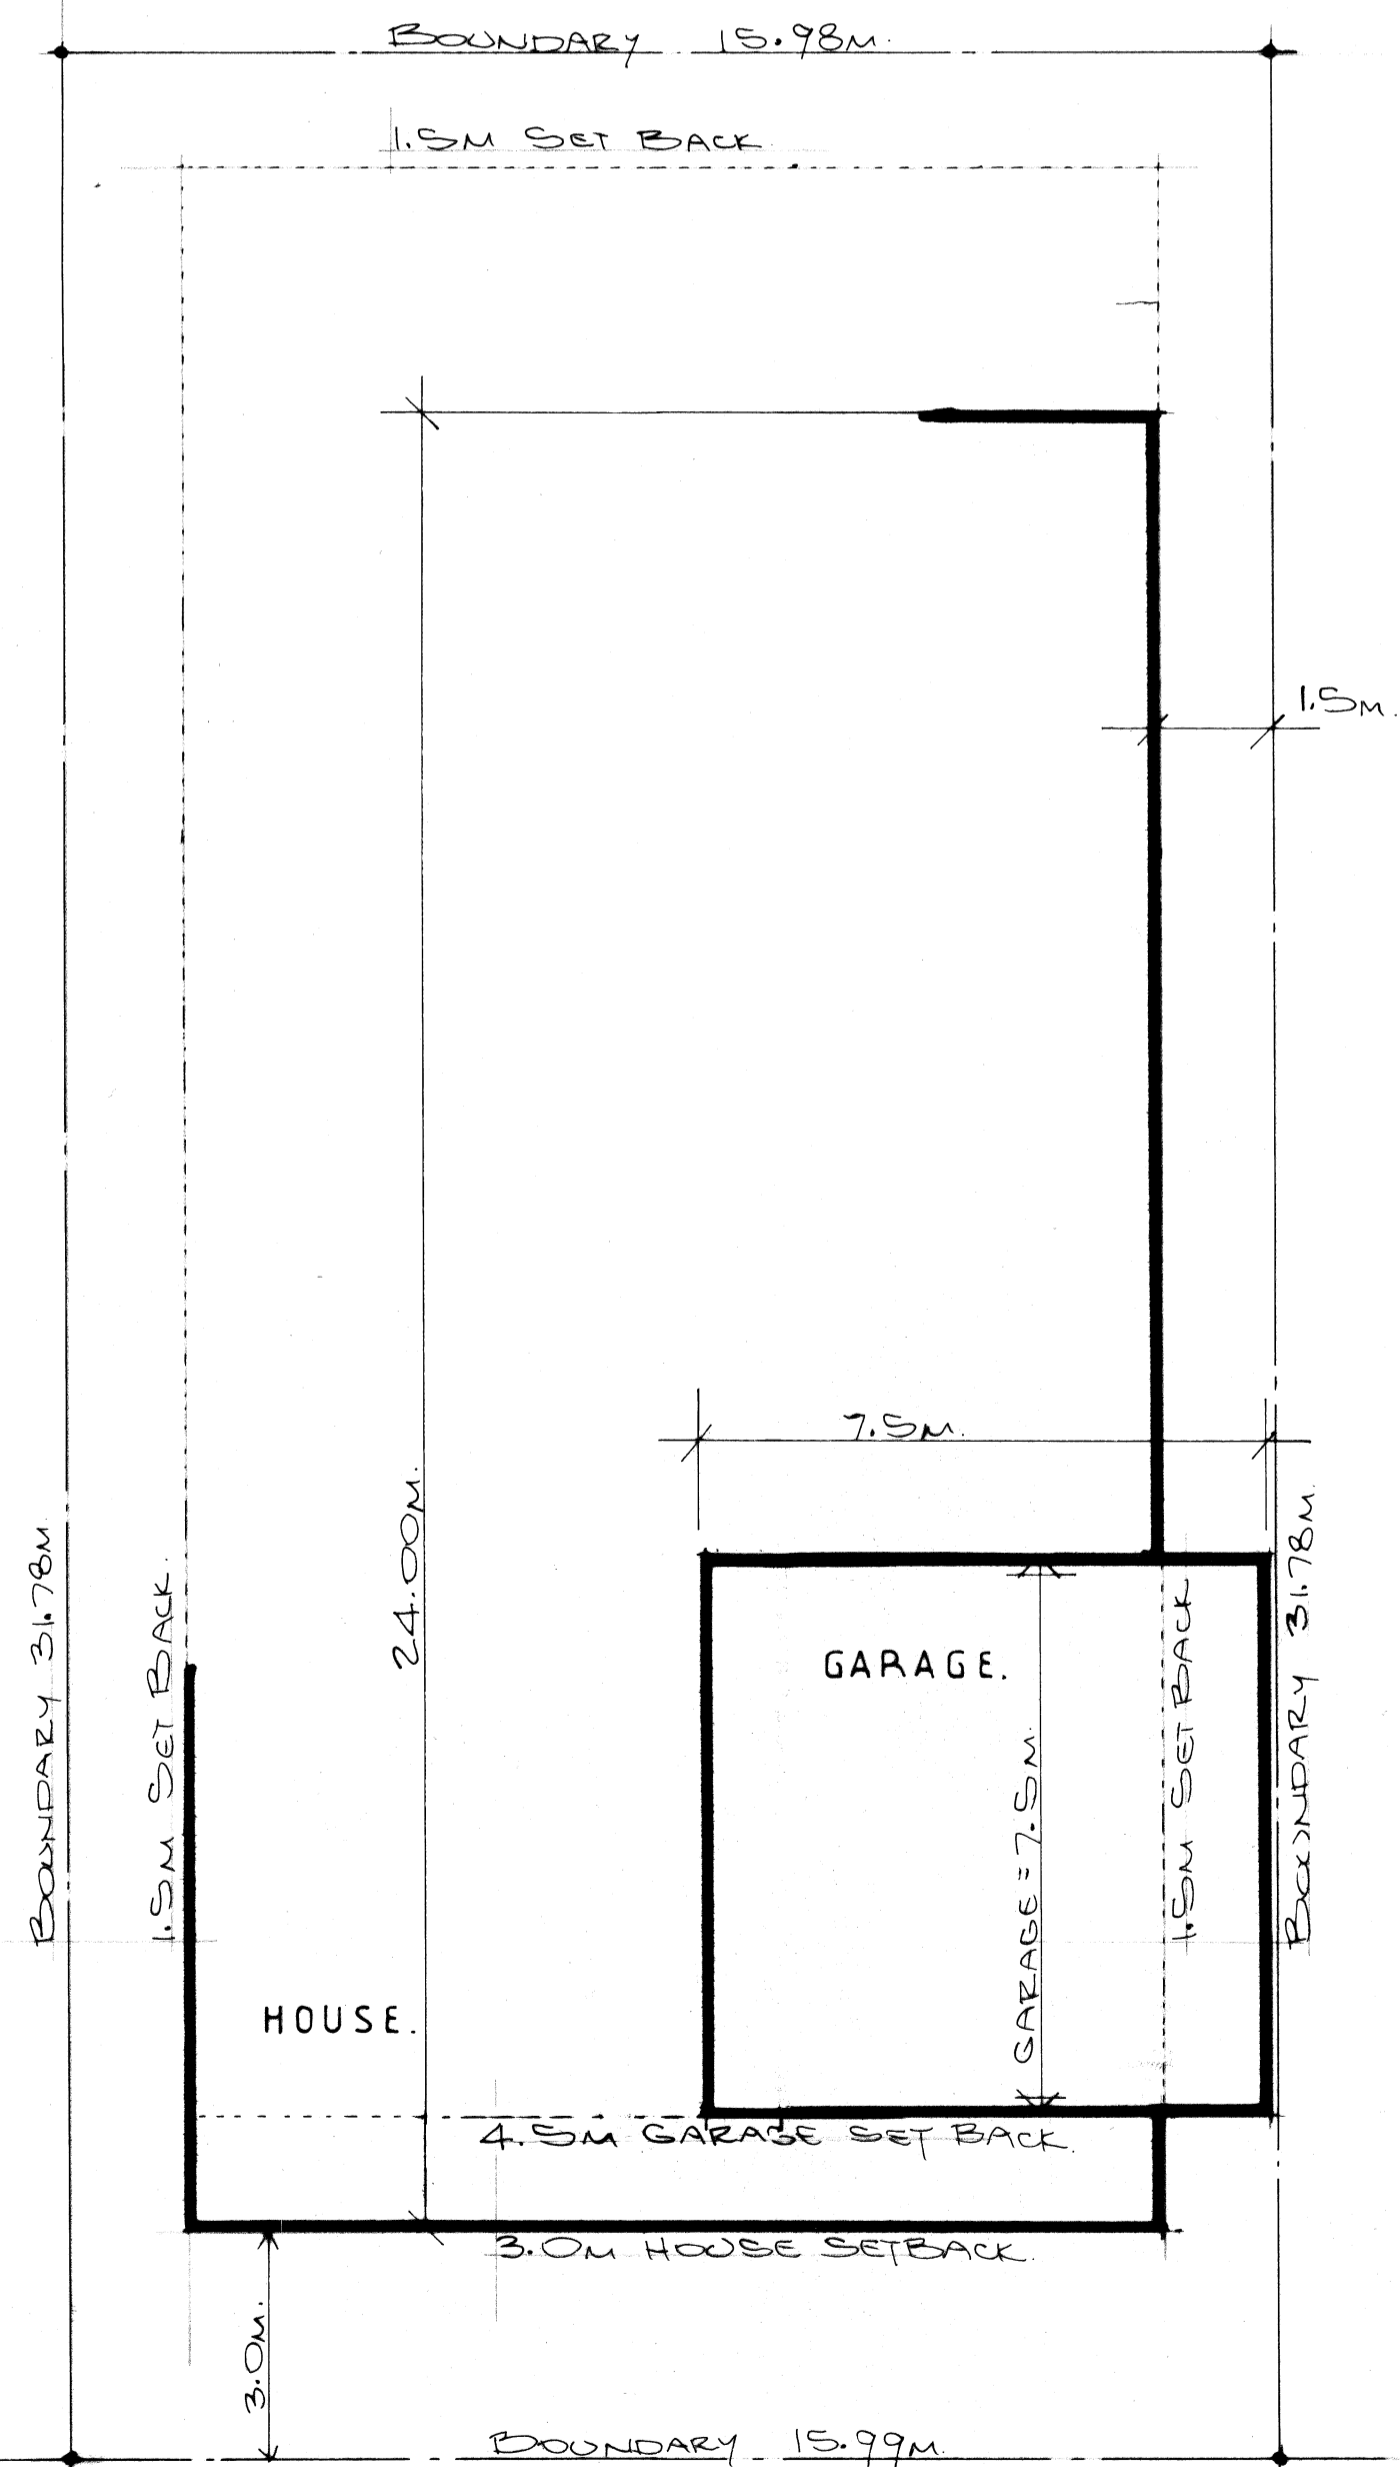 BOUNDARY 15.98M.
1.5M SET BACK
1.5M.
7.5M.
24.00M.
BOUNDARY 31.78M.
1.5M SET BACK.
GARAGE.
GARAGE = 7.5M.
1.5M SET BACK
BOUNDARY 31.78M.
HOUSE.
4.5M GARAGE SET BACK.
3.0M HOUSE SETBACK.
3.0M.
BOUNDARY 15.99M.